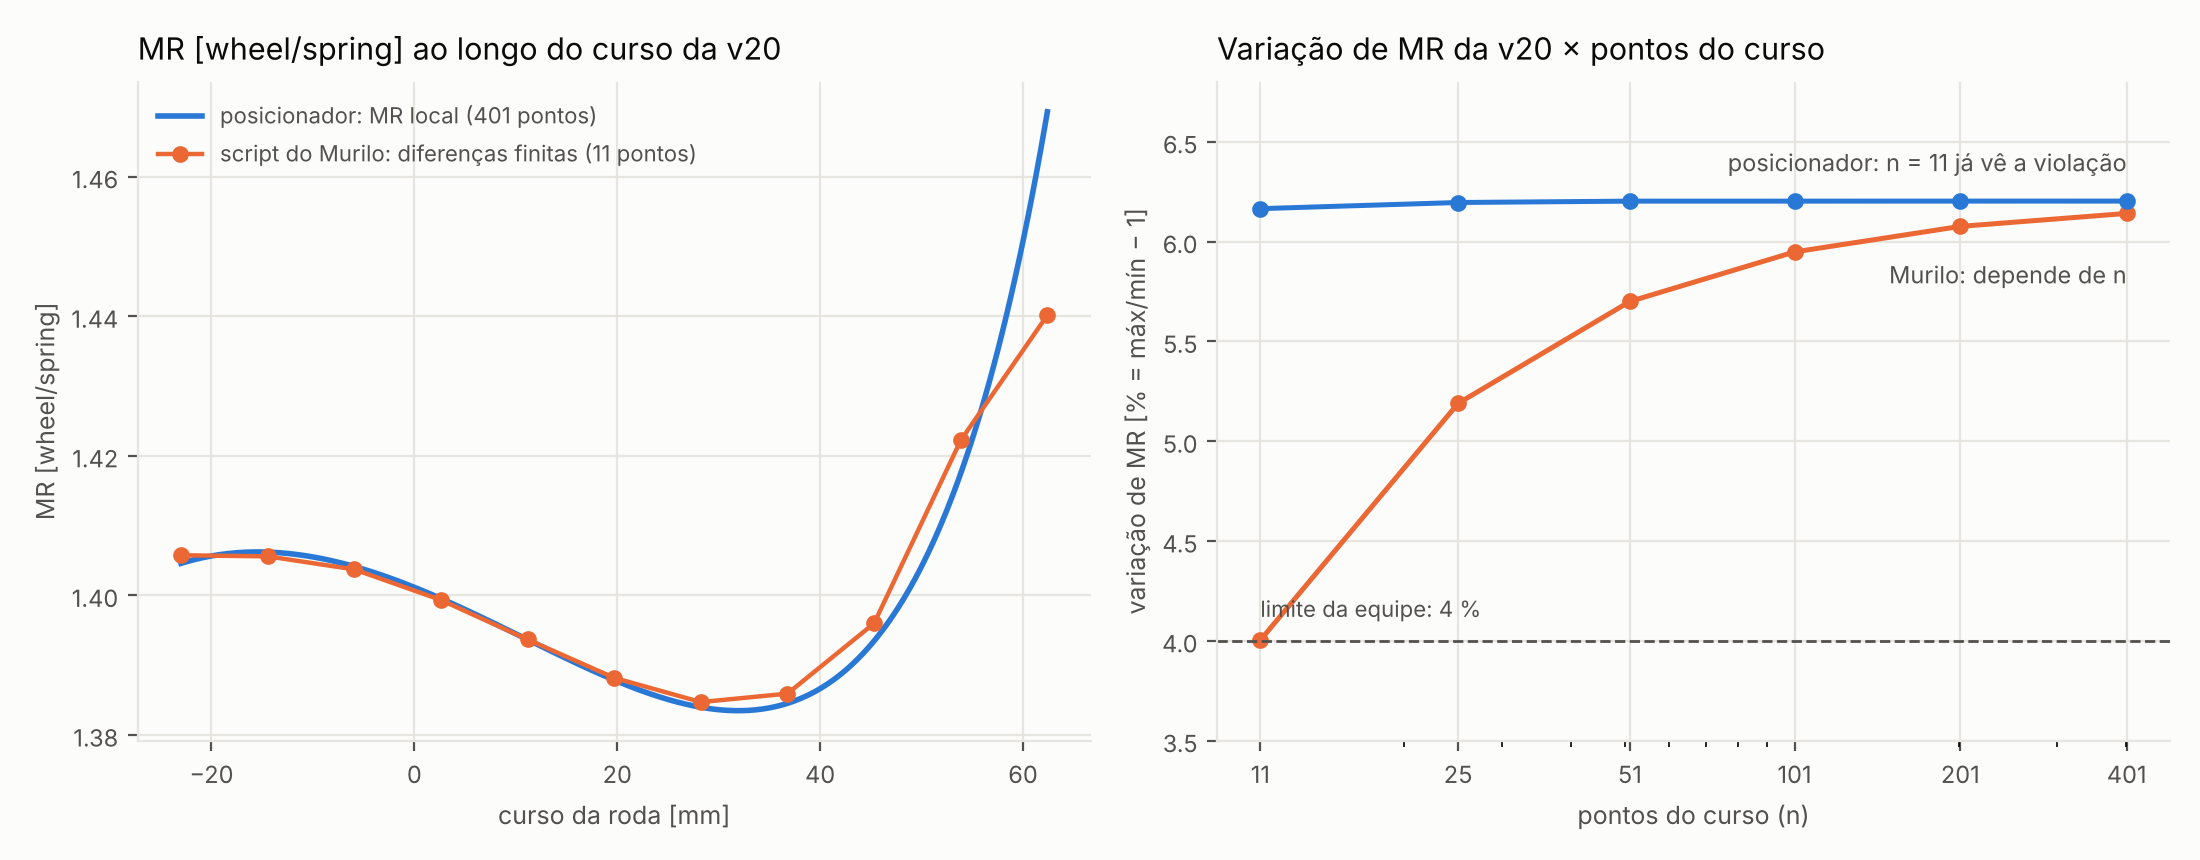 MR [wheel/spring] ao longo do curso da v20
posicionador: MR local (401 pontos)
script do Murilo: diferenças finitas (11 pontos)
MR [wheel/spring]
1.46
1.44
1.42
1.40
1.38
−20
0
20
40
60
curso da roda [mm]
Variação de MR da v20 × pontos do curso
posicionador: n = 11 já vê a violação
Murilo: depende de n
limite da equipe: 4 %
variação de MR [% = máx/mín − 1]
6.5
6.0
5.5
5.0
4.5
4.0
3.5
11
25
51
101
201
401
pontos do curso (n)